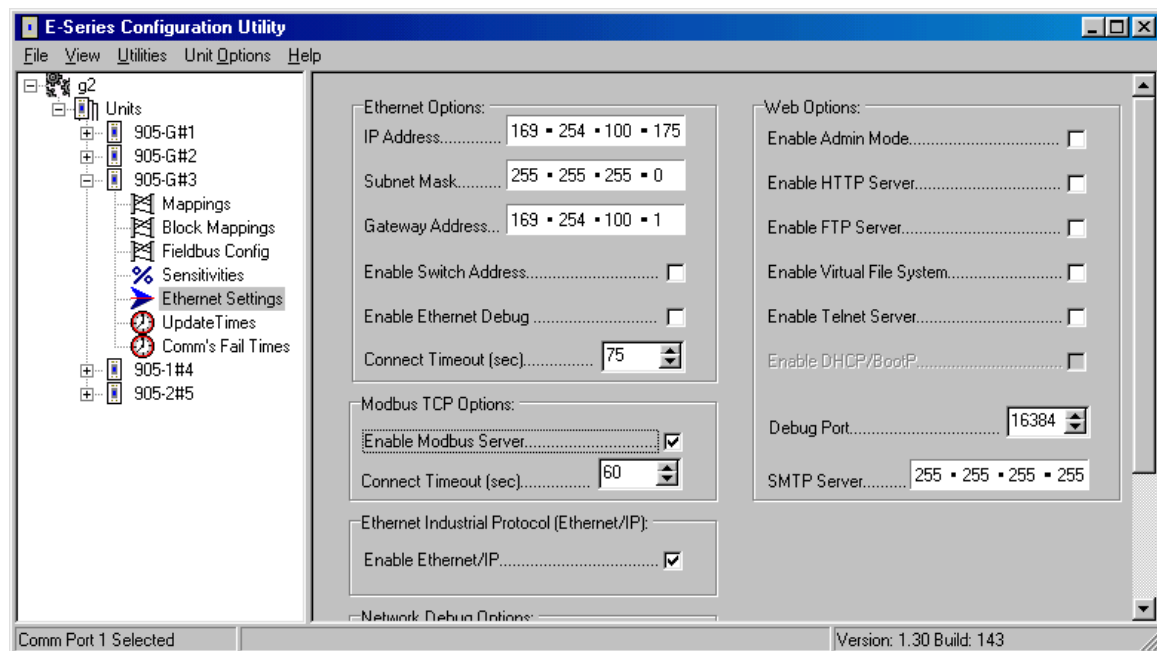 E-Series Configuration Utility
File View Utilities Unit Options Help
g2
Units
905-G#1
905-G#2
905-G#3
Mappings
Block Mappings
Fieldbus Config
Sensitivities
Ethernet Settings
UpdateTimes
Comm's Fail Times
905-1#4
905-2#5
Ethernet Options:
IP Address............. 169 ▪ 254 ▪ 100 ▪ 175
Subnet Mask.......... 255 ▪ 255 ▪ 255 ▪ 0
Gateway Address... 169 ▪ 254 ▪ 100 ▪ 1
Enable Switch Address..............................
Enable Ethernet Debug ............................
Connect Timeout (sec)................ 75
Modbus TCP Options:
Enable Modbus Server..............................
Connect Timeout (sec)................ 60
Ethernet Industrial Protocol (Ethernet/IP):
Enable Ethernet/IP....................................
Network Debug Options:
Web Options:
Enable Admin Mode..................................
Enable HTTP Server.................................
Enable FTP Server....................................
Enable Virtual File System.........................
Enable Telnet Server.................................
Enable DHCP/BootP.................................
Debug Port.................................. 16384
SMTP Server.......... 255 ▪ 255 ▪ 255 ▪ 255
Comm Port 1 Selected
Version: 1.30 Build: 143